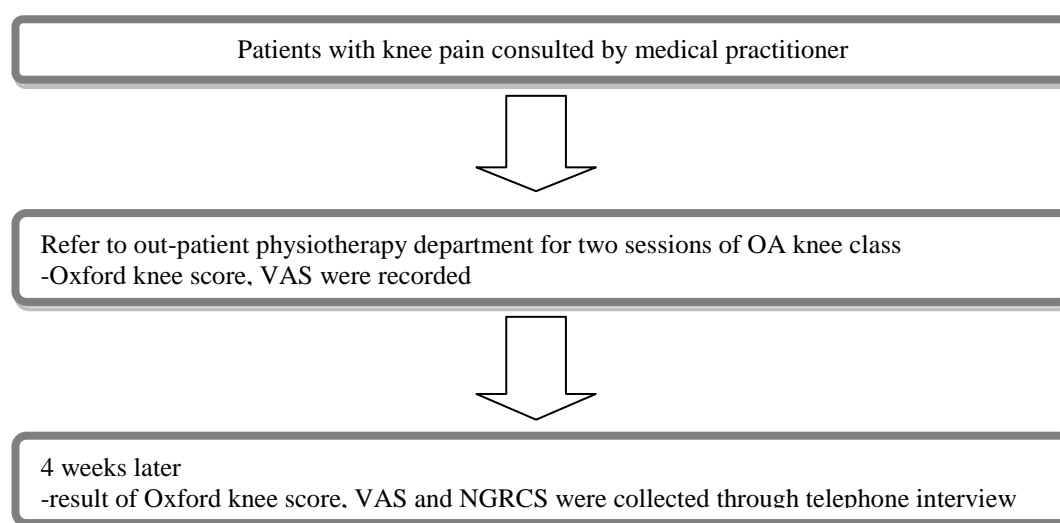 Patients with knee pain consulted by medical practitioner
Refer to out-patient physiotherapy department for two sessions of OA knee class
-Oxford knee score, VAS were recorded
4 weeks later
-result of Oxford knee score, VAS and NGRCS were collected through telephone interview